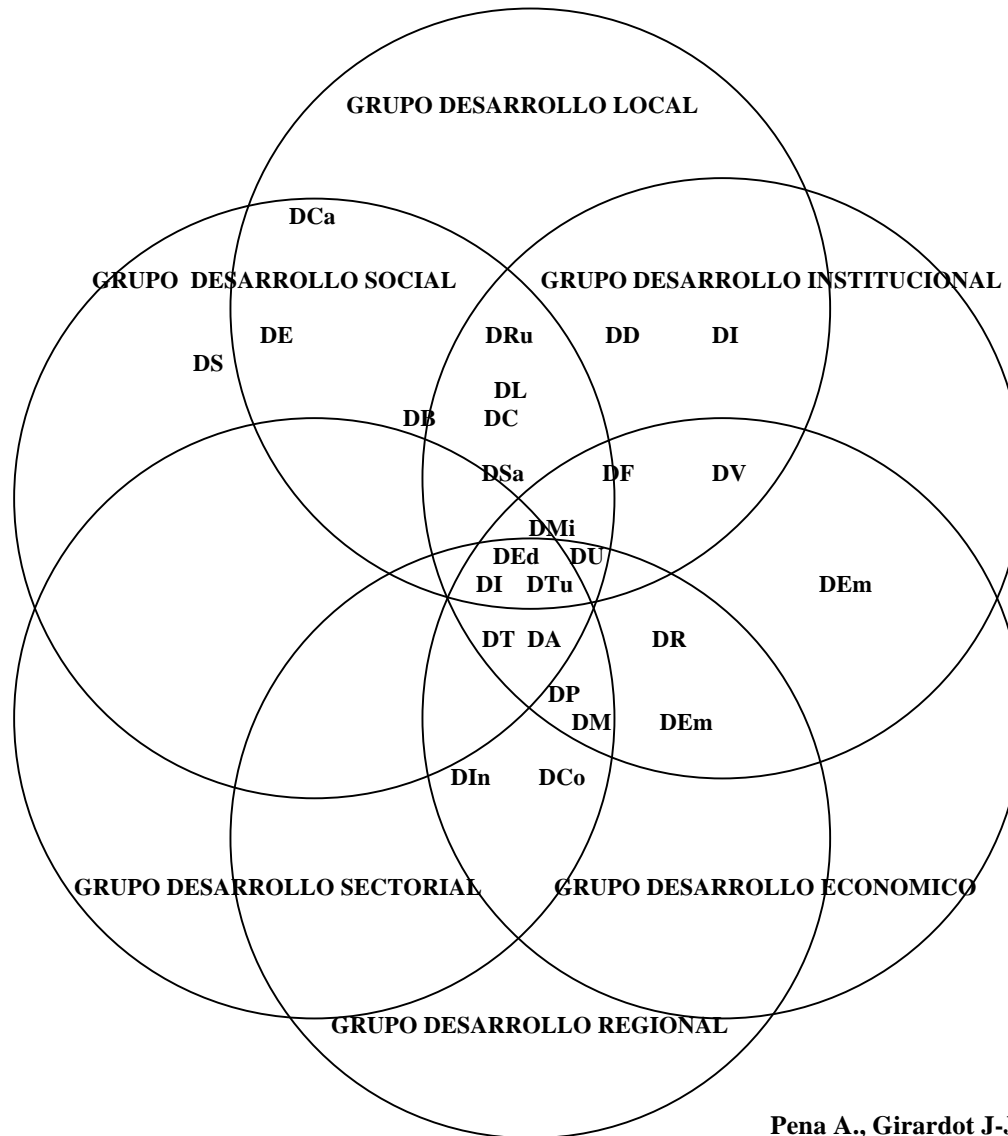 GRUPO DESARROLLO LOCAL
DCa
GRUPO DESARROLLO SOCIAL
GRUPO DESARROLLO INSTITUCIONAL
DE
DRu
DD
DI
DS
DL
DB
DC
DSa
DF
DV
DMi
DEd
DU
DI
DTu
DEm
DT
DA
DR
DP
DM
DEm
DIn
DCo
GRUPO DESARROLLO SECTORIAL
GRUPO DESARROLLO ECONOMICO
GRUPO DESARROLLO REGIONAL
Pena A., Girardot J-J